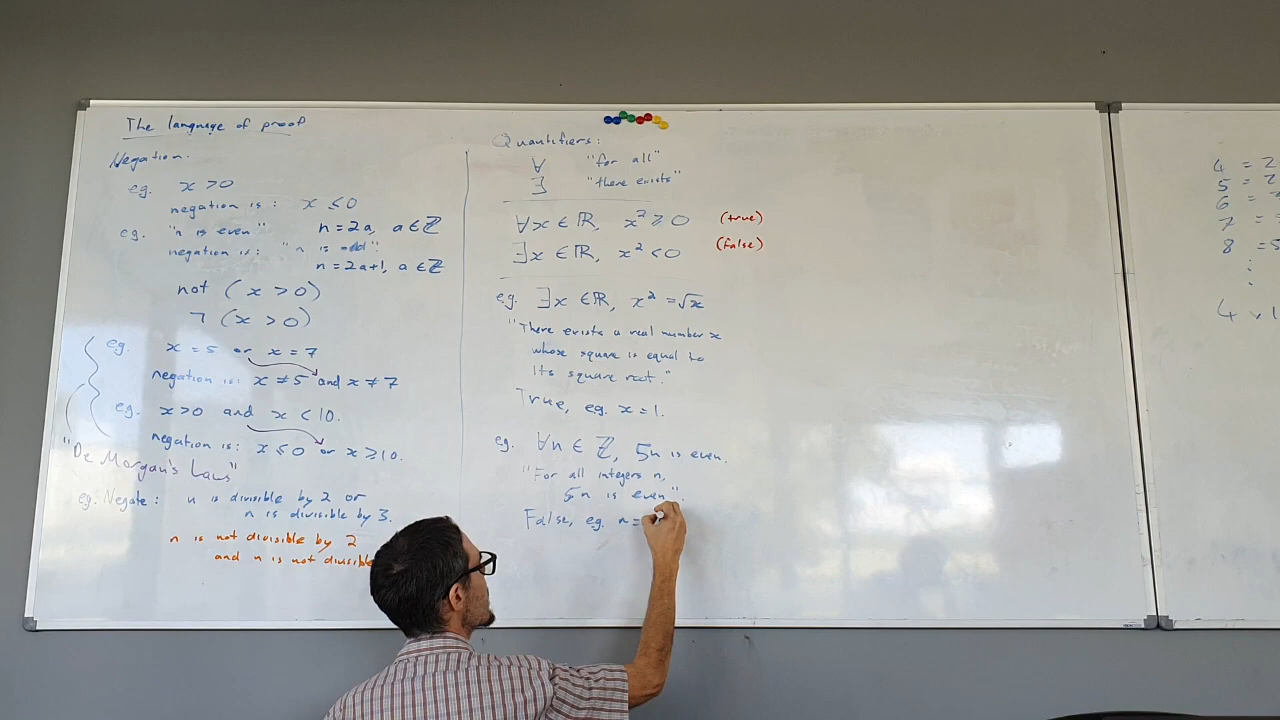 The language of proof
Negation.
eg. x > 0
negation is: x ≤ 0
eg. "n is even" n = 2a, a ∈ ℤ
negation is: "n is odd".
n = 2a+1, a ∈ ℤ
not (x > 0)
¬ (x > 0)
eg. x = 5 or x = 7
negation is: x ≠ 5 and x ≠ 7
eg. x > 0 and x < 10.
negation is: x ≤ 0 or x ≥ 10.
"De Morgan's Laws"
eg. Negate: n is divisible by 2 or
n is divisible by 3.
n is not divisible by 2
and n is not divisible
Quantifiers:
∀ "for all"
∃ "there exists"
∀x ∈ ℝ, x² ≥ 0 (true)
∃x ∈ ℝ, x² < 0 (false)
eg. ∃x ∈ ℝ, x² = √x
"There exists a real number x
whose square is equal to
its square root."
True, eg. x = 1.
eg. ∀n ∈ ℤ, 5n is even.
"For all integers n,
5n is even".
False, eg. n =
4 = 2
5 = 2
6 =
7 =
8 = 5
⋮